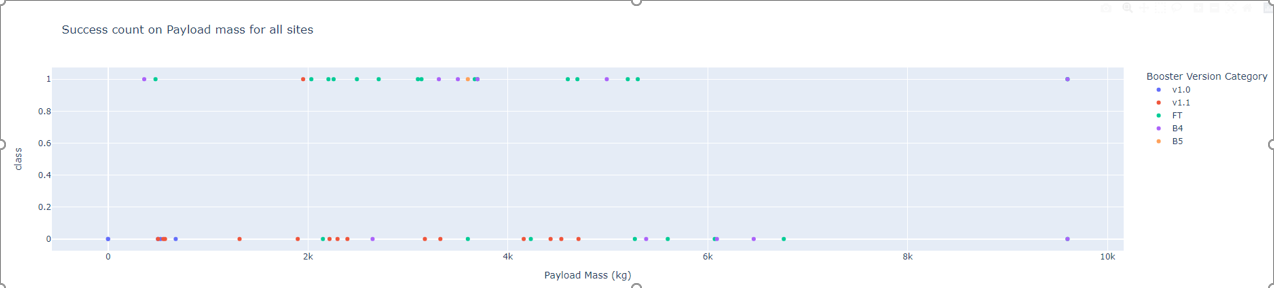 Success count on Payload mass for all sites
1
0.8
0.6
0.4
0.2
0
class
0 2k 4k 6k 8k 10k
Payload Mass (kg)
Booster Version Category
v1.0
v1.1
FT
B4
B5